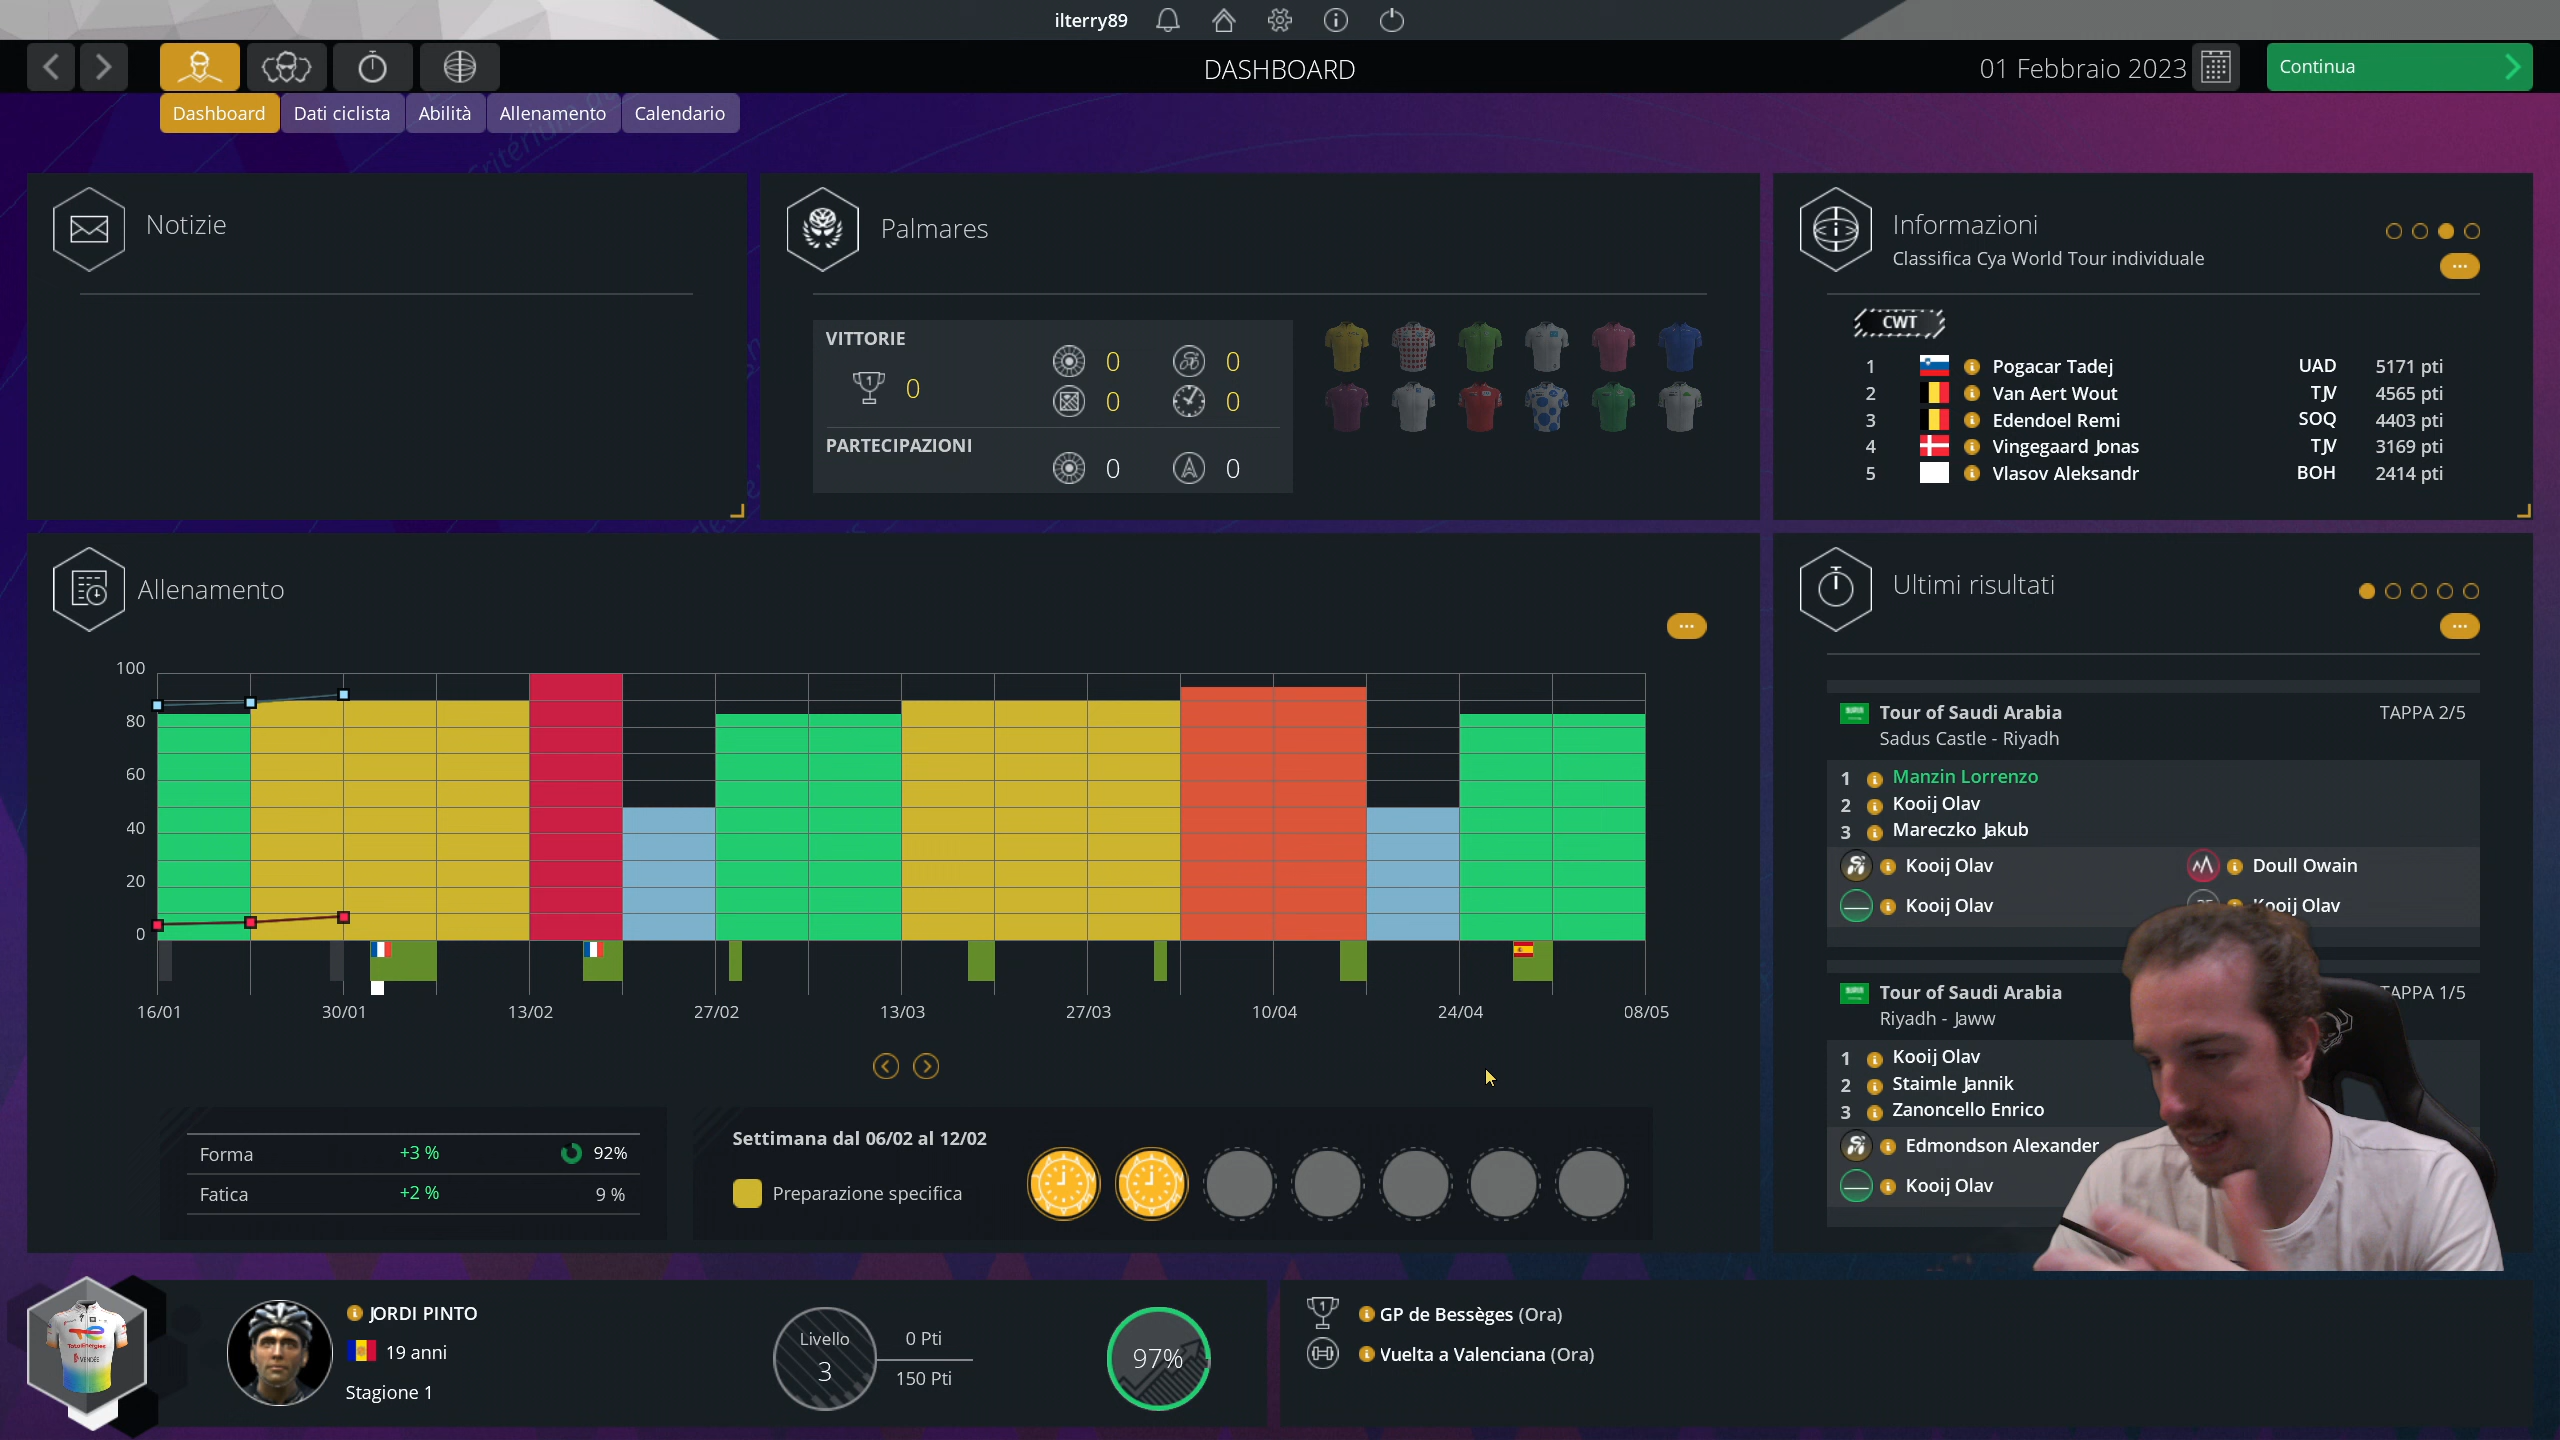 ilterry89
DASHBOARD
01 Febbraio 2023
Continua
Dashboard
Dati ciclista
Abilità
Allenamento
Calendario
Notizie
Palmares
VITTORIE
0
0
0
0
0
PARTECIPAZIONI
0
0
Informazioni
Classifica Cya World Tour individuale
CWT
1 Pogacar Tadej UAD 5171 pti
2 Van Aert Wout TJV 4565 pti
3 Edendoel Remi SOQ 4403 pti
4 Vingegaard Jonas TJV 3169 pti
5 Vlasov Aleksandr BOH 2414 pti
Allenamento
100
80
60
40
20
0
16/01 30/01 13/02 27/02 13/03 27/03 10/04 24/04 08/05
Forma +3 % 92%
Fatica +2 % 9 %
Settimana dal 06/02 al 12/02
Preparazione specifica
Ultimi risultati
Tour of Saudi Arabia TAPPA 2/5
Sadus Castle - Riyadh
1 Manzin Lorrenzo
2 Kooij Olav
3 Mareczko Jakub
Kooij Olav Doull Owain
Kooij Olav Kooij Olav
Tour of Saudi Arabia TAPPA 1/5
Riyadh - Jaww
1 Kooij Olav
2 Staimle Jannik
3 Zanoncello Enrico
Edmondson Alexander
Kooij Olav
JORDI PINTO
19 anni
Stagione 1
Livello
3
0 Pti
150 Pti
97%
GP de Bessèges (Ora)
Vuelta a Valenciana (Ora)